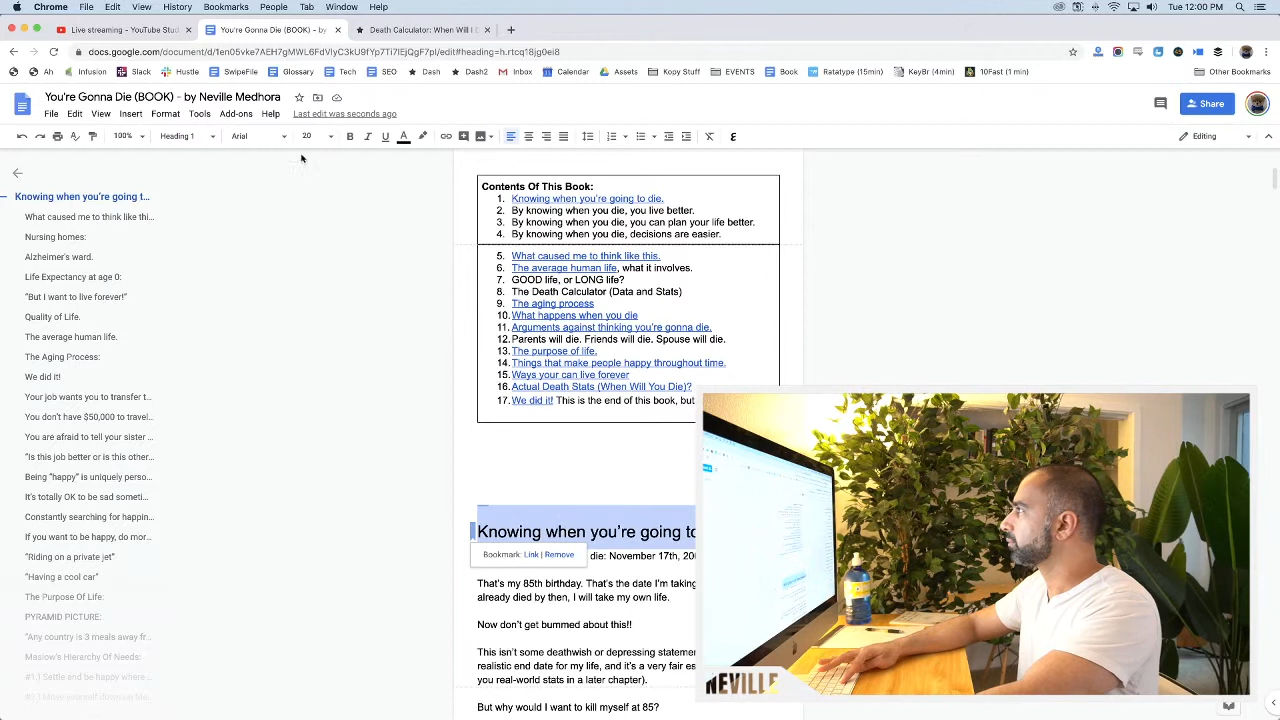 Chrome File Edit View History Bookmarks People Tab Window Help Tue 12:00 PM
Live streaming - YouTube Stud
You're Gonna Die (BOOK) - by
Death Calculator: When Will I D
docs.google.com/document/d/1en05vke7AEH7gMWL6FdVlyC3kU9fYp7Ti7lEjQgF7pI/edit#heading=h.rtcq18jg0ei8
Ah Infusion Slack Hustle SwipeFile Glossary Tech SEO Dash Dash2 Inbox Calendar Assets Kopy Stuff EVENTS Book Ratatype (15min) KeyBr (4min) 10Fast (1 min) Other Bookmarks
You're Gonna Die (BOOK) - by Neville Medhora
File Edit View Insert Format Tools Add-ons Help Last edit was seconds ago
Share
100% Heading 1 Arial 20 B I U A Editing
Knowing when you're going t...
What caused me to think like thi...
Nursing homes:
Alzheimer's ward.
Life Expectancy at age 0:
"But I want to live forever!"
Quality of Life.
The average human life.
The Aging Process:
We did it!
Your job wants you to transfer t...
You don't have $50,000 to travel...
You are afraid to tell your sister ...
"Is this job better or is this other...
Being "happy" is uniquely perso...
It's totally OK to be sad someti...
Constantly searching for happin...
If you want to be happy, do mor...
"Riding on a private jet"
"Having a cool car"
The Purpose Of Life:
PYRAMID PICTURE:
"Any country is 3 meals away fr...
Maslow's Hierarchy Of Needs:
#1.) Settle and be happy where ...
Contents Of This Book:
1. Knowing when you're going to die.
2. By knowing when you die, you live better.
3. By knowing when you die, you can plan your life better.
4. By knowing when you die, decisions are easier.
5. What caused me to think like this.
6. The average human life, what it involves.
7. GOOD life, or LONG life?
8. The Death Calculator (Data and Stats)
9. The aging process
10. What happens when you die
11. Arguments against thinking you're gonna die.
12. Parents will die. Friends will die. Spouse will die.
13. The purpose of life.
14. Things that make people happy throughout time.
15. Ways your can live forever
16. Actual Death Stats (When Will You Die)?
17. We did it! This is the end of this book, but
Knowing when you're going to
Bookmark: Link | Remove
die: November 17th, 20
That's my 85th birthday. That's the date I'm taking
already died by then, I will take my own life.
Now don't get bummed about this!!
This isn't some deathwish or depressing statemen
realistic end date for my life, and it's a very fair es
you real-world stats in a later chapter).
But why would I want to kill myself at 85?
NEVILLE